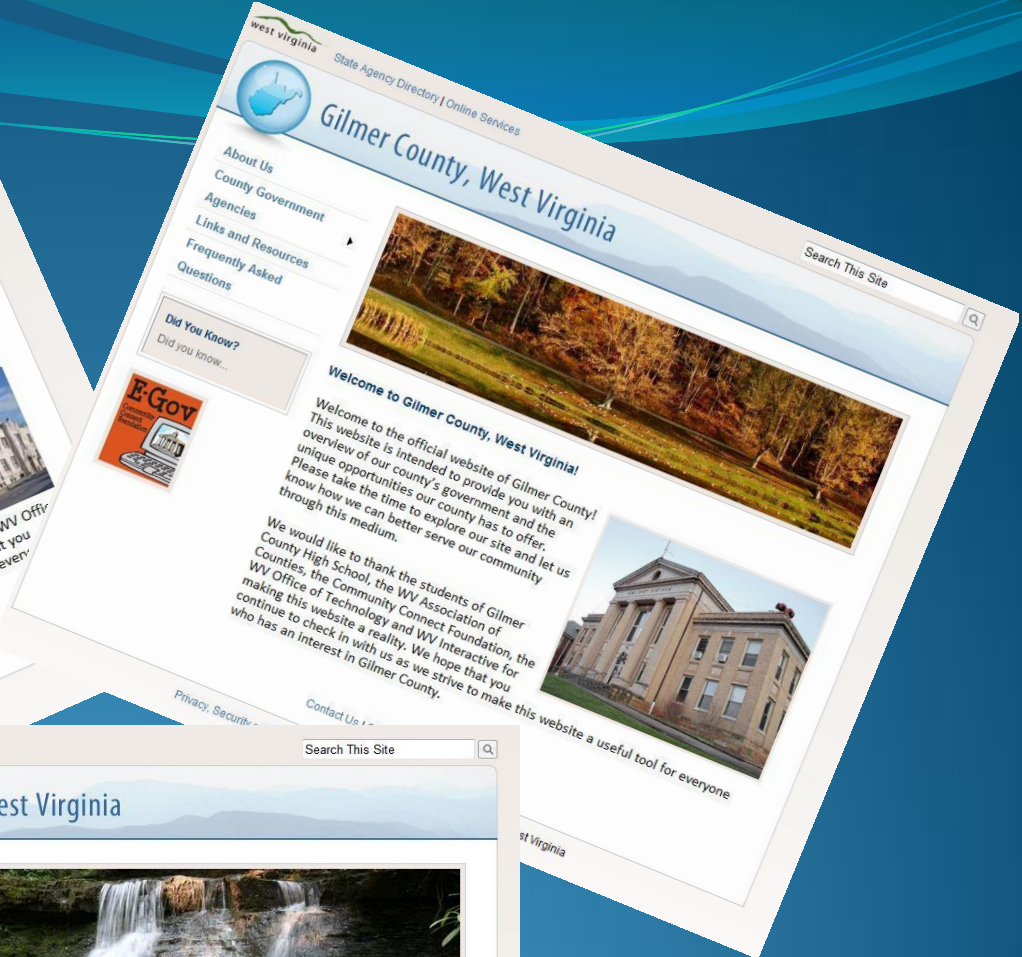 west virginia
State Agency Directory | Online Services
Gilmer County, West Virginia
Search This Site
About Us
County Government
Agencies
Links and Resources
Frequently Asked
Questions
Did You Know?
Did you know...
E-Gov
Community
Connect
Foundation
Welcome to Gilmer County, West Virginia!
Welcome to the official website of Gilmer County!
This website is intended to provide you with an
overview of our county's government and the
unique opportunities our county has to offer.
Please take the time to explore our site and let us
know how we can better serve our community
through this medium.
We would like to thank the students of Gilmer
County High School, the WV Association of
Counties, the Community Connect Foundation, the
WV Office of Technology and WV Interactive for
making this website a reality. We hope that you
continue to check in with us as we strive to make this website a useful tool for everyone
who has an interest in Gilmer County.
Privacy, Security
Contact Us |
st Virginia
WV Offi
t you
even
Search This Site
est Virginia